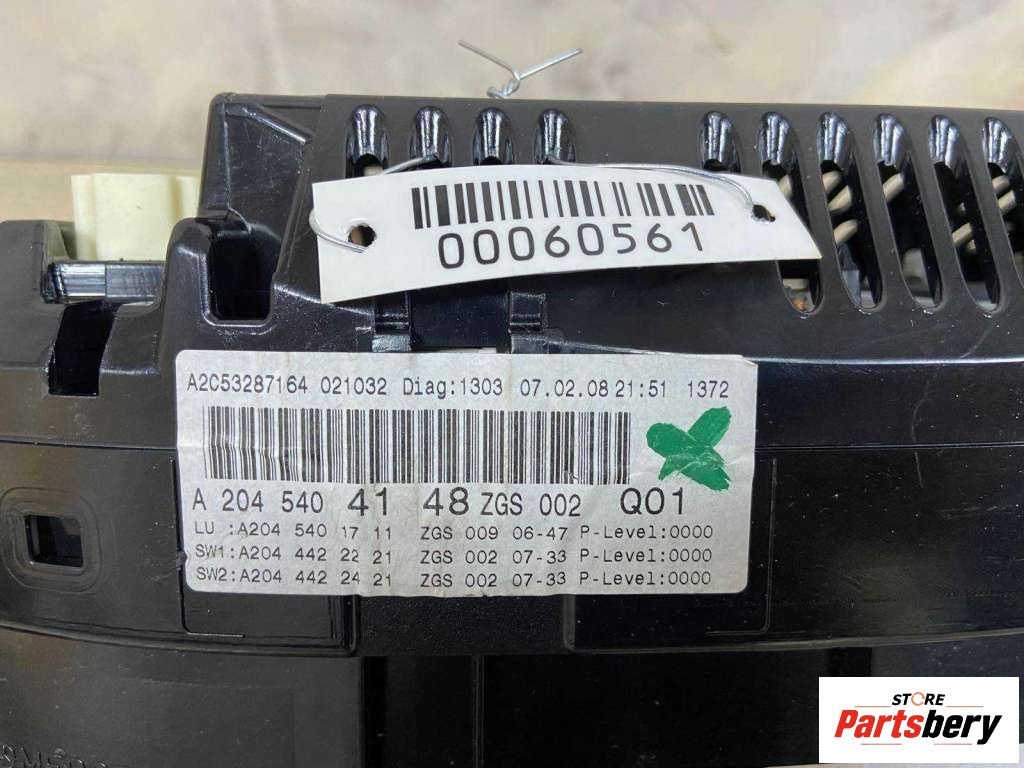 00060561
A2C53287164 021032 Diag:1303 07.02.08 21:51 1372
A 204 540 41 48 ZGS 002 Q01
LU :A204 540 17 11 ZGS 009 06-47 P-Level:0000
SW1:A204 442 22 21 ZGS 002 07-33 P-Level:0000
SW2:A204 442 24 21 ZGS 002 07-33 P-Level:0000
STORE
Partsbery